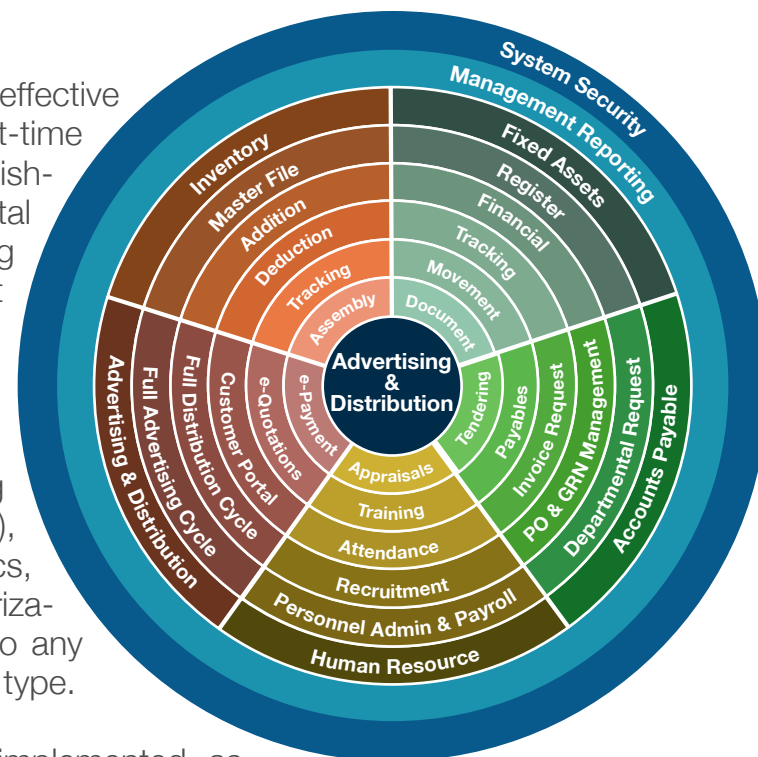 effective
t-time
ish-
tal
g
t
g
),
cs,
riza-
o any
type.
implemented as
System Security
Management Reporting
Fixed Assets
Register
Financial
Tracking
Movement
Document
Accounts Payable
Departmental Request
PO & GRN Management
Invoice Request
Payables
Tendering
Human Resource
Personnel Admin & Payroll
Recruitment
Attendance
Training
Appraisals
Advertising & Distribution
Full Advertising Cycle
Full Distribution Cycle
Customer Portal
e-Quotations
e-Payment
Inventory
Master File
Addition
Deduction
Tracking
Assembly
Advertising
&
Distribution